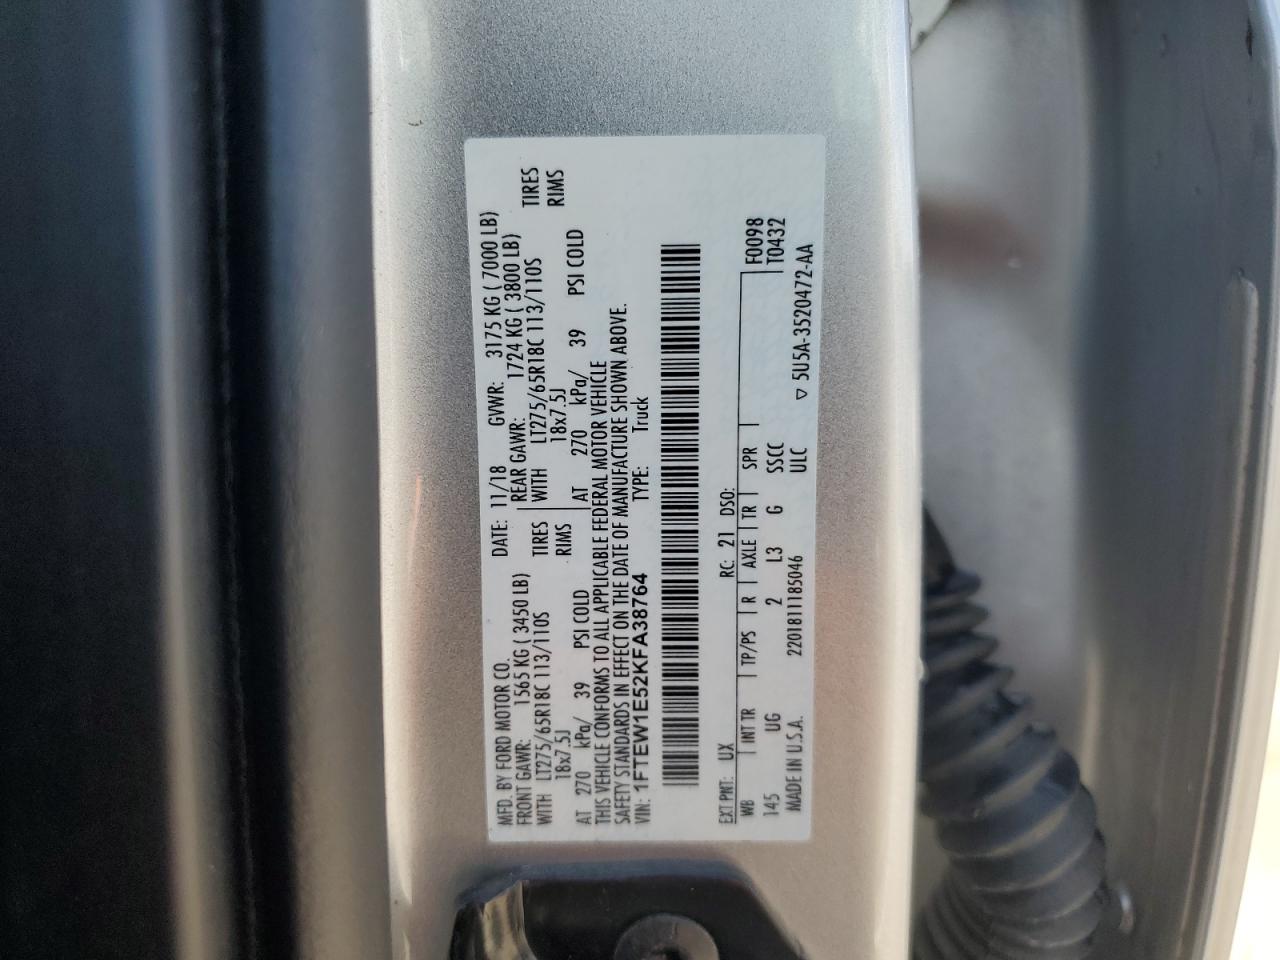 MFD. BY FORD MOTOR CO. DATE: 11/18 GVWR: 3175 KG ( 7000 LB)
FRONT GAWR: 1565 KG ( 3450 LB) REAR GAWR: 1724 KG ( 3800 LB)
WITH LT275/65R18C 113/110S TIRES WITH LT275/65R18C 113/110S TIRES
18x7.5J RIMS 18x7.5J RIMS
AT 270 kPa/ 39 PSI COLD AT 270 kPa/ 39 PSI COLD
THIS VEHICLE CONFORMS TO ALL APPLICABLE FEDERAL MOTOR VEHICLE
SAFETY STANDARDS IN EFFECT ON THE DATE OF MANUFACTURE SHOWN ABOVE.
VIN: 1FTEW1E52KFA38764 TYPE: Truck
EXT PNT: UX RC: 21 DSO:
WB INT TR TP/PS R AXLE TR SPR F0098
145 UG 2 L3 G SSCC T0432
MADE IN U.S.A. 2201811185046 ULC ▽ 5U5A-3520472-AA